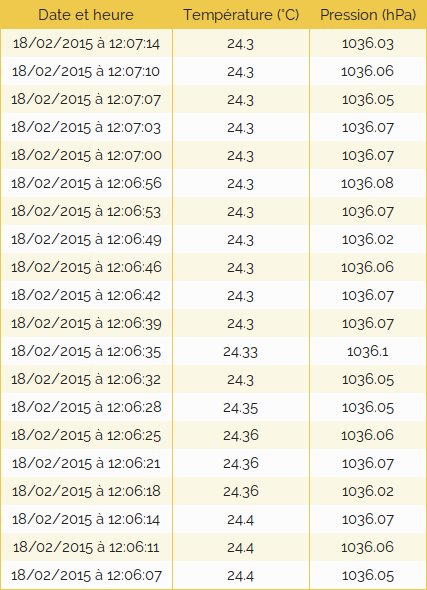 Date et heure Température (°C) Pression (hPa)
18/02/2015 à 12:07:14 24.3 1036.03
18/02/2015 à 12:07:10 24.3 1036.06
18/02/2015 à 12:07:07 24.3 1036.05
18/02/2015 à 12:07:03 24.3 1036.07
18/02/2015 à 12:07:00 24.3 1036.07
18/02/2015 à 12:06:56 24.3 1036.08
18/02/2015 à 12:06:53 24.3 1036.07
18/02/2015 à 12:06:49 24.3 1036.02
18/02/2015 à 12:06:46 24.3 1036.06
18/02/2015 à 12:06:42 24.3 1036.07
18/02/2015 à 12:06:39 24.3 1036.07
18/02/2015 à 12:06:35 24.33 1036.1
18/02/2015 à 12:06:32 24.3 1036.05
18/02/2015 à 12:06:28 24.35 1036.05
18/02/2015 à 12:06:25 24.36 1036.06
18/02/2015 à 12:06:21 24.36 1036.07
18/02/2015 à 12:06:18 24.36 1036.02
18/02/2015 à 12:06:14 24.4 1036.07
18/02/2015 à 12:06:11 24.4 1036.06
18/02/2015 à 12:06:07 24.4 1036.05